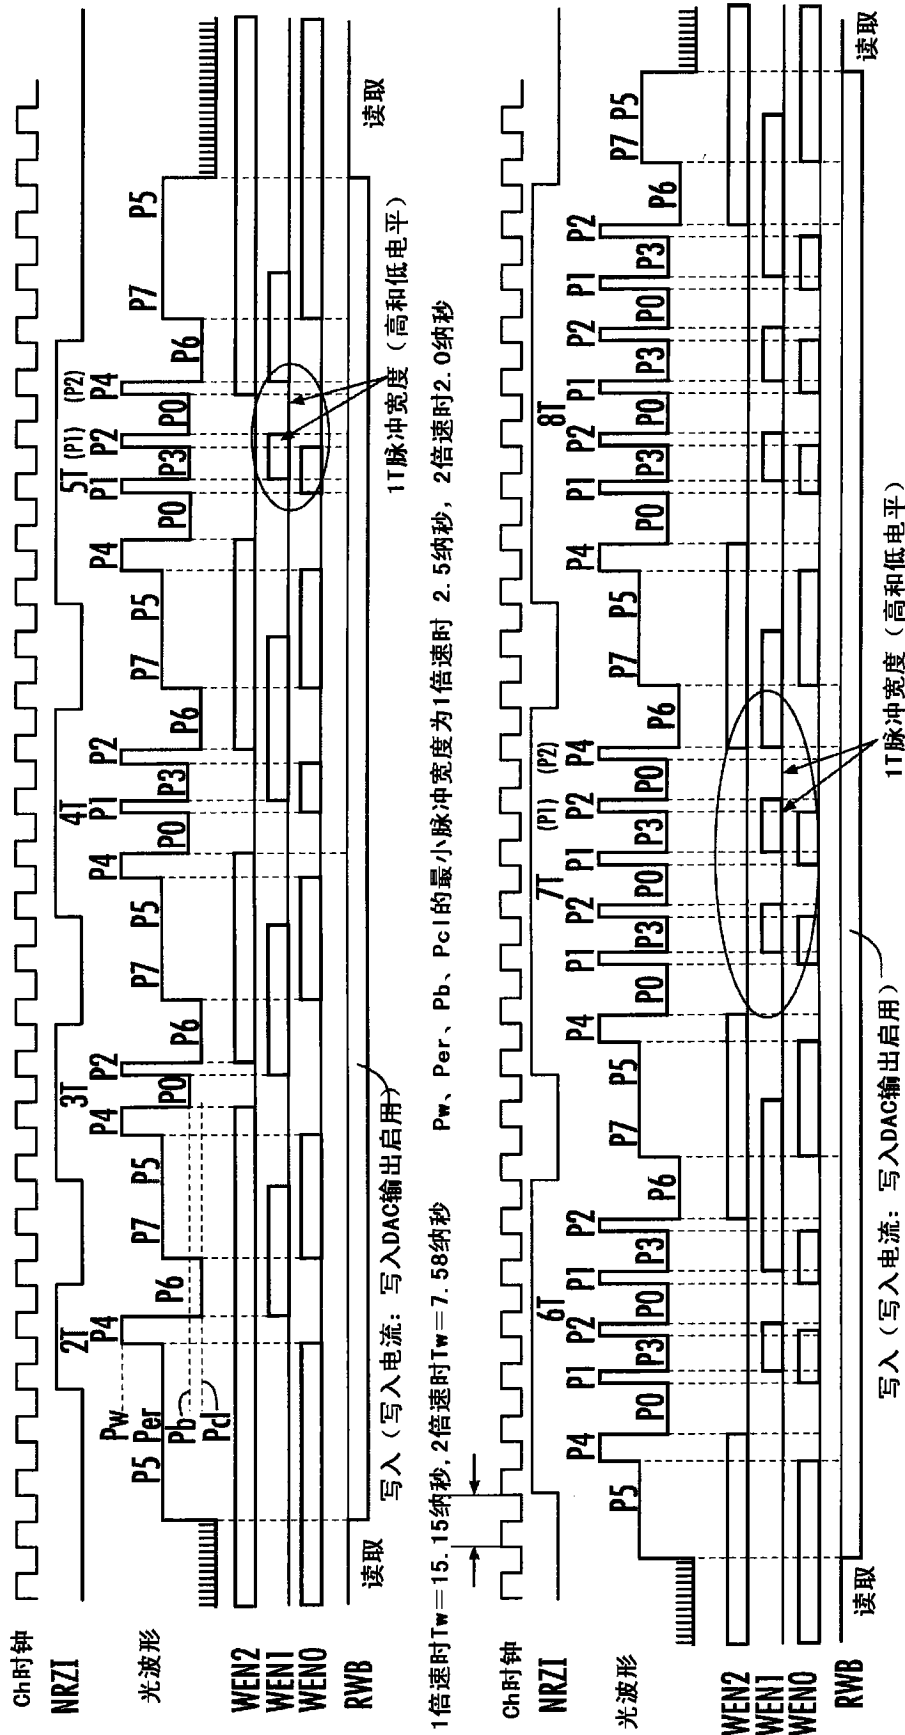 Ch时钟
NRZI
2T 3T 4T 5T
光波形
Pw
P5 Per
Pb
Pcl
P4 P6 P7 P5 P4 P0 P2 P6 P7 P5 P4 P0 P1 P3 P2 P6 P7 P5 P4 P0 P1 P3 P2 P0 P4 P6 P7 P5
(P1) (P2)
WEN2
WEN1
WEN0
RWB
读取
写入（写入电流：写入DAC输出启用）
1T脉冲宽度（高和低电平）
读取
1倍速时Tw=15.15纳秒,2倍速时Tw=7.58纳秒
Pw、Per、Pb、Pcl的最小脉冲宽度为1倍速时 2.5纳秒，2倍速时2.0纳秒
Ch时钟
NRZI
6T 7T 8T
光波形
P5 P4 P0 P1 P3 P2 P0 P1 P3 P2 P6 P7 P5 P4 P0 P1 P3 P2 P0 P1 P3 P2 P0 P4 P6 P7 P5 P4 P0 P1 P3 P2 P0 P1 P3 P2 P0 P1 P3 P2 P6 P7 P5
(P1) (P2)
WEN2
WEN1
WEN0
RWB
读取
写入（写入电流：写入DAC输出启用）
1T脉冲宽度（高和低电平）
读取